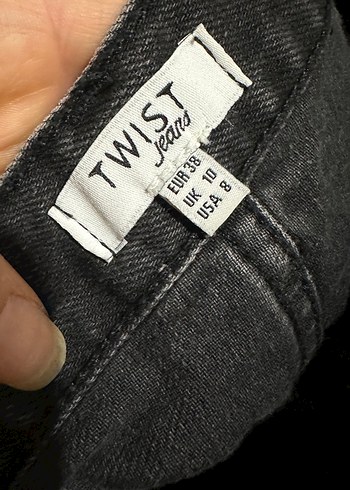 TWIST
jeans
EUR 38
UK 10
USA 8